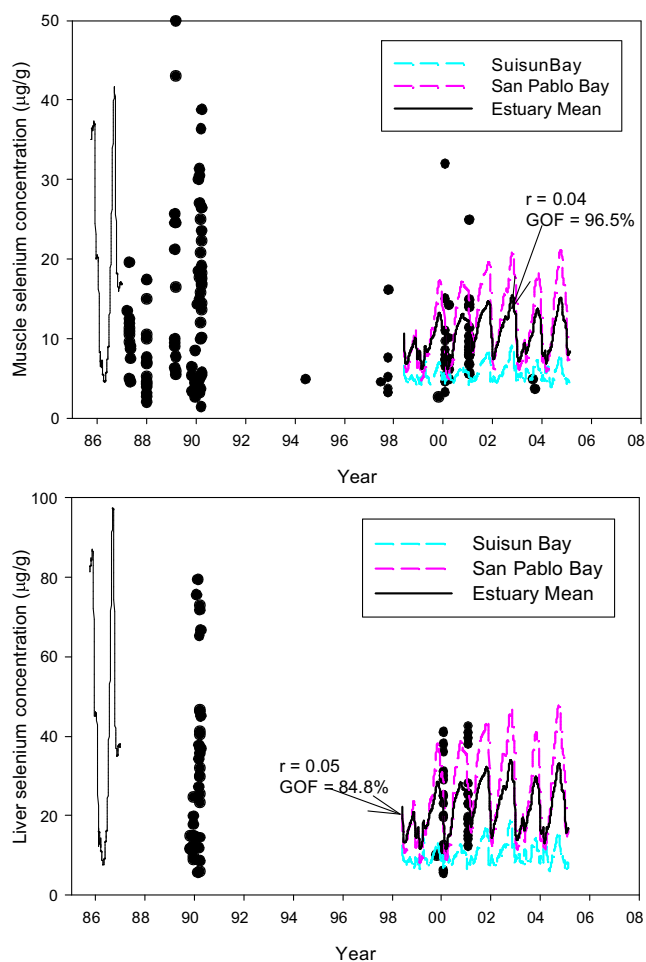 50
40
30
20
10
0
Muscle selenium concentration (μg/g)
SuisunBay
San Pablo Bay
Estuary Mean
r = 0.04
GOF = 96.5%
86 88 90 92 94 96 98 00 02 04 06 08
Year
100
80
60
40
20
0
Liver selenium concentration (μg/g)
Suisun Bay
San Pablo Bay
Estuary Mean
r = 0.05
GOF = 84.8%
86 88 90 92 94 96 98 00 02 04 06 08
Year